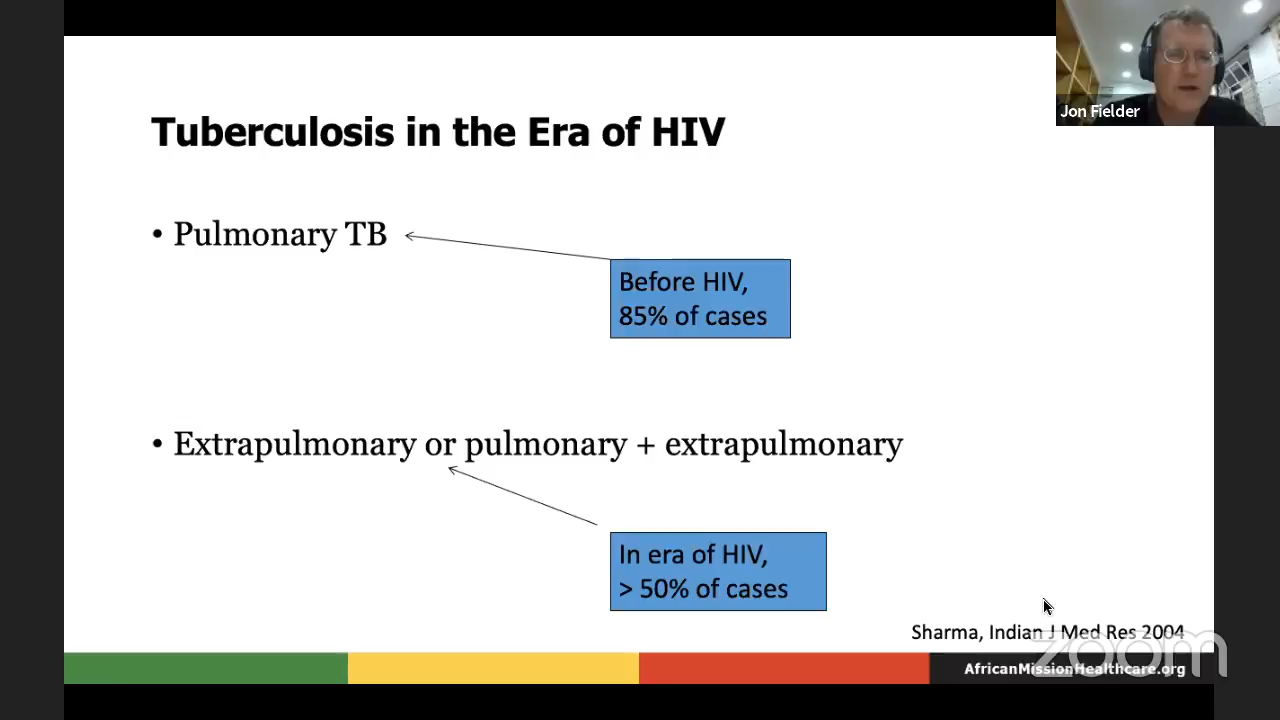 Jon Fielder
Tuberculosis in the Era of HIV
• Pulmonary TB
Before HIV,
85% of cases
• Extrapulmonary or pulmonary + extrapulmonary
In era of HIV,
> 50% of cases
Sharma, Indian J Med Res 2004
zoom
AfricanMissionHealthcare.org